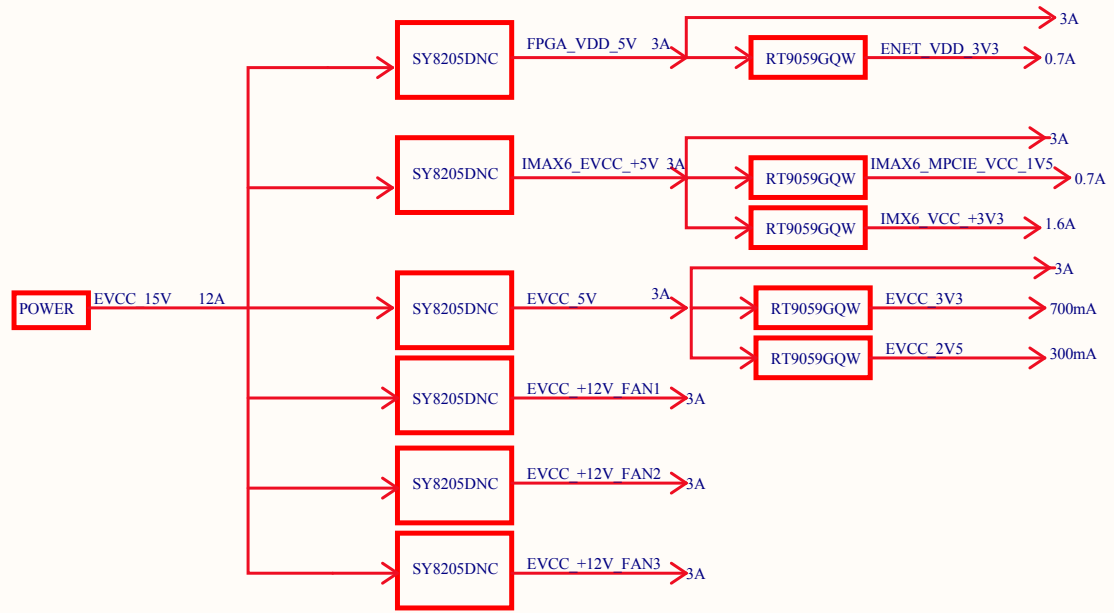 3A
SY8205DNC
FPGA_VDD_5V 3A
RT9059GQW
ENET_VDD_3V3
0.7A
3A
SY8205DNC
IMAX6_EVCC_+5V 3A
RT9059GQW
IMAX6_MPCIE_VCC_1V5
0.7A
RT9059GQW
IMX6_VCC_+3V3
1.6A
POWER
EVCC_15V 12A
SY8205DNC
EVCC_5V 3A
3A
RT9059GQW
EVCC_3V3
700mA
RT9059GQW
EVCC_2V5
300mA
SY8205DNC
EVCC_+12V_FAN1
3A
SY8205DNC
EVCC_+12V_FAN2
3A
SY8205DNC
EVCC_+12V_FAN3
3A